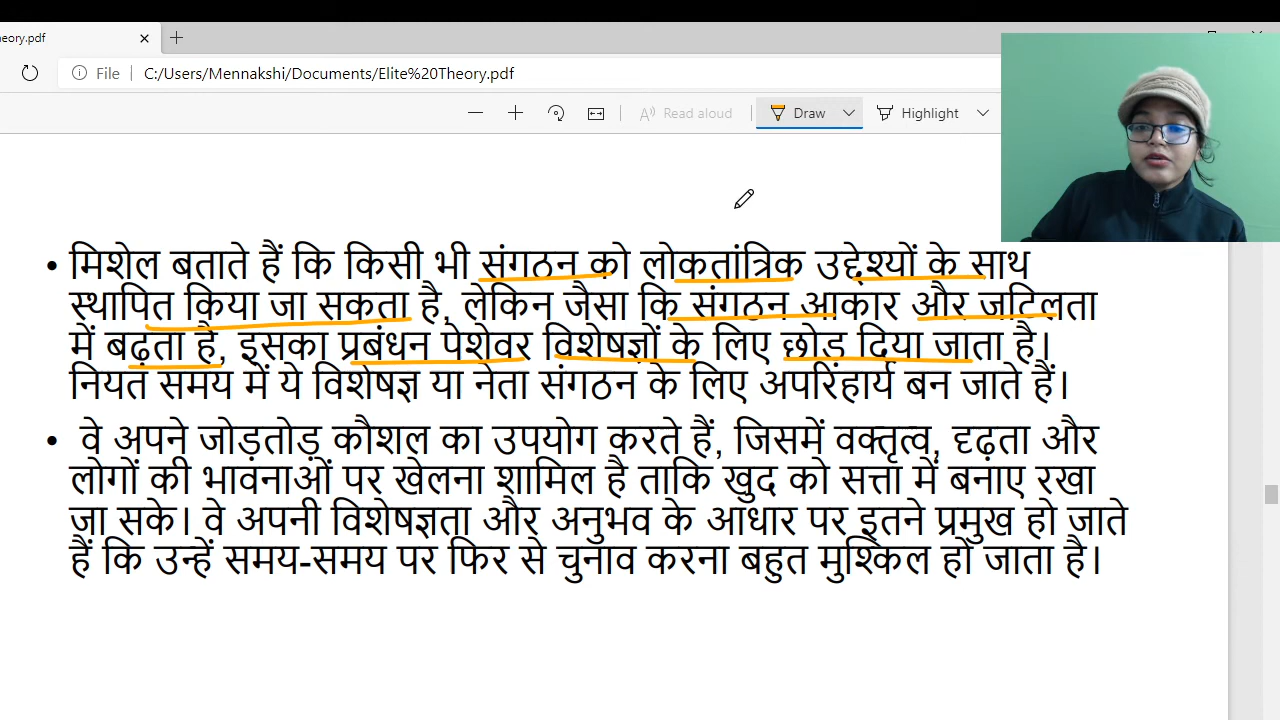 eory.pdf
File
C:/Users/Mennakshi/Documents/Elite%20Theory.pdf
Read aloud
Draw
Highlight
• मिशेल बताते हैं कि किसी भी संगठन को लोकतांत्रिक उद्देश्यों के साथ
स्थापित किया जा सकता है, लेकिन जैसा कि संगठन आकार और जटिलता
में बढ़ता है, इसका प्रबंधन पेशेवर विशेषज्ञों के लिए छोड़ दिया जाता है।
नियत समय में ये विशेषज्ञ या नेता संगठन के लिए अपरिंहार्य बन जाते हैं।
• वे अपने जोड़तोड़ कौशल का उपयोग करते हैं, जिसमें वक्तृत्व, दृढ़ता और
लोगों की भावनाओं पर खेलना शामिल है ताकि खुद को सत्ता में बनाए रखा
जा सके। वे अपनी विशेषज्ञता और अनुभव के आधार पर इतने प्रमुख हो जाते
हैं कि उन्हें समय-समय पर फिर से चुनाव करना बहुत मुश्किल हो जाता है।